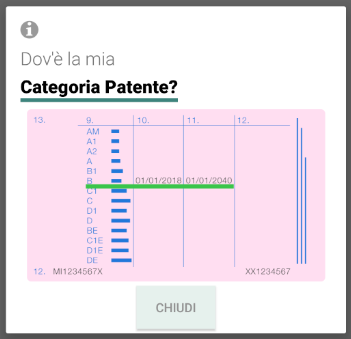 Dov'è la mia
Categoria Patente?
13. 9. 10. 11. 12.
AM
A1
A2
A
B1
B 01/01/2018 01/01/2040
C1
C
D1
D
BE
C1E
D1E
DE
12. MI1234567X XX1234567
CHIUDI